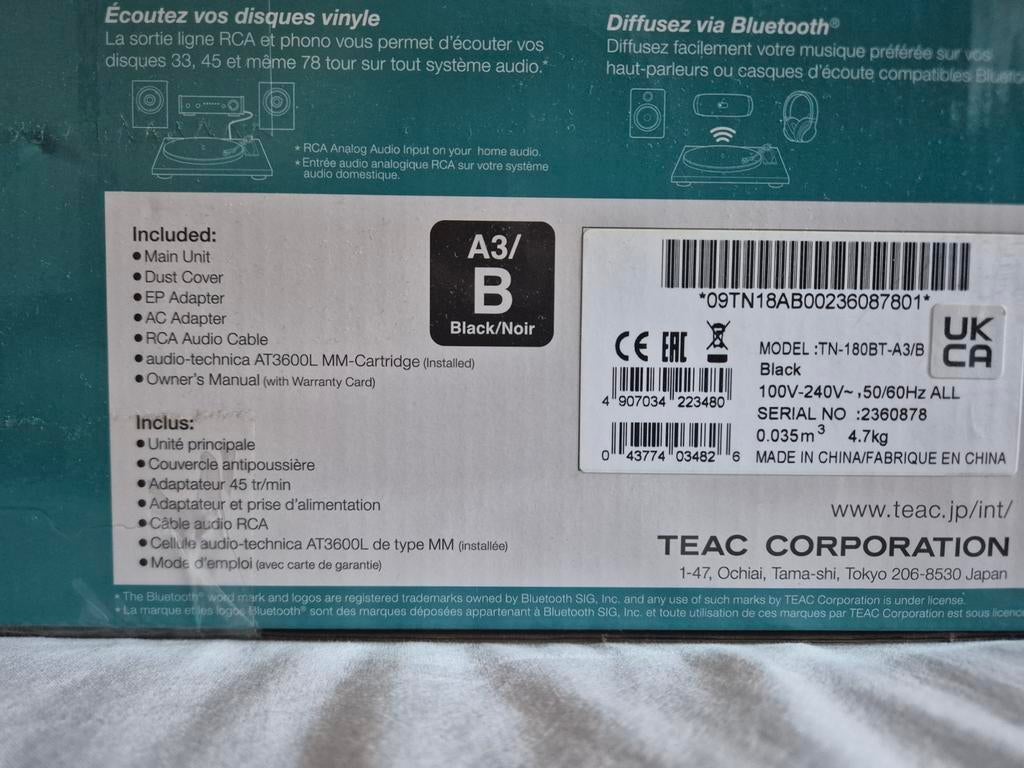 Écoutez vos disques vinyle
La sortie ligne RCA et phono vous permet d'écouter vos
disques 33, 45 et même 78 tour sur tout système audio.*
* RCA Analog Audio Input on your home audio.
* Entrée audio analogique RCA sur votre système
audio domestique.
Diffusez via Bluetooth®
Diffusez facilement votre musique préférée sur vos
haut-parleurs ou casques d'écoute compatibles
Included:
• Main Unit
• Dust Cover
• EP Adapter
• AC Adapter
• RCA Audio Cable
• audio-technica AT3600L MM-Cartridge (Installed)
• Owner's Manual (with Warranty Card)
Inclus:
• Unité principale
• Couvercle antipoussière
• Adaptateur 45 tr/min
• Adaptateur et prise d'alimentation
• Câble audio RCA
• Cellule audio-technica AT3600L de type MM (installée)
• Mode d'emploi (avec carte de garantie)
A3/
B
Black/Noir
*09TN18AB00236087801*
CE EAC
4 907034 223480
0 43774 03482 6
MODEL :TN-180BT-A3/B
Black
100V-240V~,50/60Hz ALL
SERIAL NO :2360878
0.035m³ 4.7kg
MADE IN CHINA/FABRIQUE EN CHINA
UK
CA
www.teac.jp/int/
TEAC CORPORATION
1-47, Ochiai, Tama-shi, Tokyo 206-8530 Japan
* The Bluetooth® word mark and logos are registered trademarks owned by Bluetooth SIG, Inc. and any use of such marks by TEAC Corporation is under license.
* La marque et les logos Bluetooth® sont des marques déposées appartenant à Bluetooth SIG, Inc. et toute utilisation de ces marques par TEAC Corporation est sous